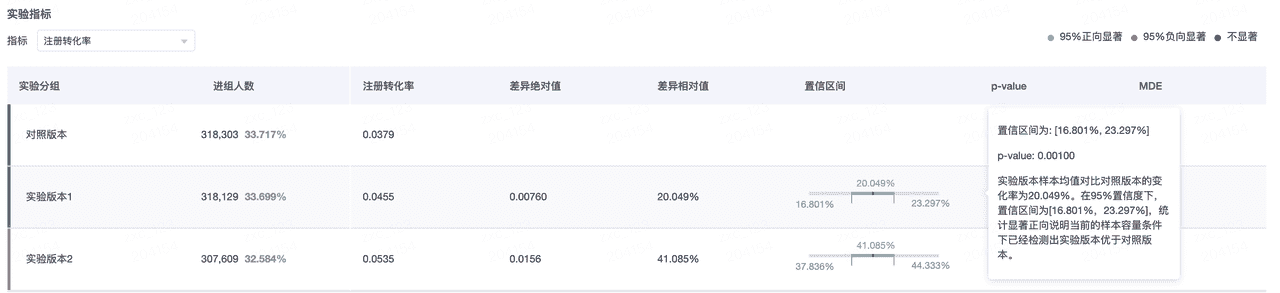 实验指标
指标 注册转化率
95%正向显著 95%负向显著 不显著
实验分组 进组人数 注册转化率 差异绝对值 差异相对值 置信区间 p-value MDE
对照版本 318,303 33.717% 0.0379
实验版本1 318,129 33.699% 0.0455 0.00760 20.049% 20.049%
16.801% 23.297%
实验版本2 307,609 32.584% 0.0535 0.0156 41.085% 41.085%
37.836% 44.333%
置信区间为: [16.801%, 23.297%]
p-value: 0.00100
实验版本样本均值对比对照版本的变
化率为20.049%。在95%置信度下，
置信区间为[16.801%，23.297%]，统
计显著正向说明当前的样本容量条件
下已经检测出实验版本优于对照版
本。